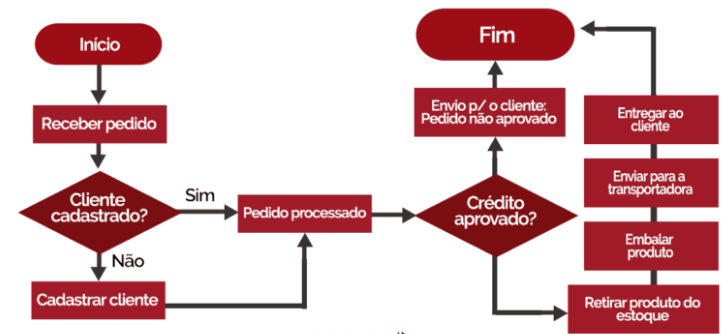 Início
Receber pedido
Cliente
cadastrado?
Sim
Não
Cadastrar cliente
Pedido processado
Crédito
aprovado?
Envio p/ o cliente:
Pedido não aprovado
Fim
Retirar produto do
estoque
Embalar
produto
Enviar para a
transportadora
Entregar ao
cliente